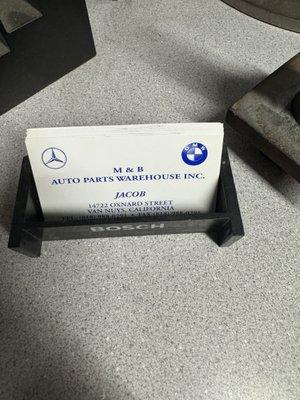 M & B
AUTO PARTS WAREHOUSE INC.
JACOB
14722 OXNARD STREET
VAN NUYS, CALIFORNIA
BOSCH